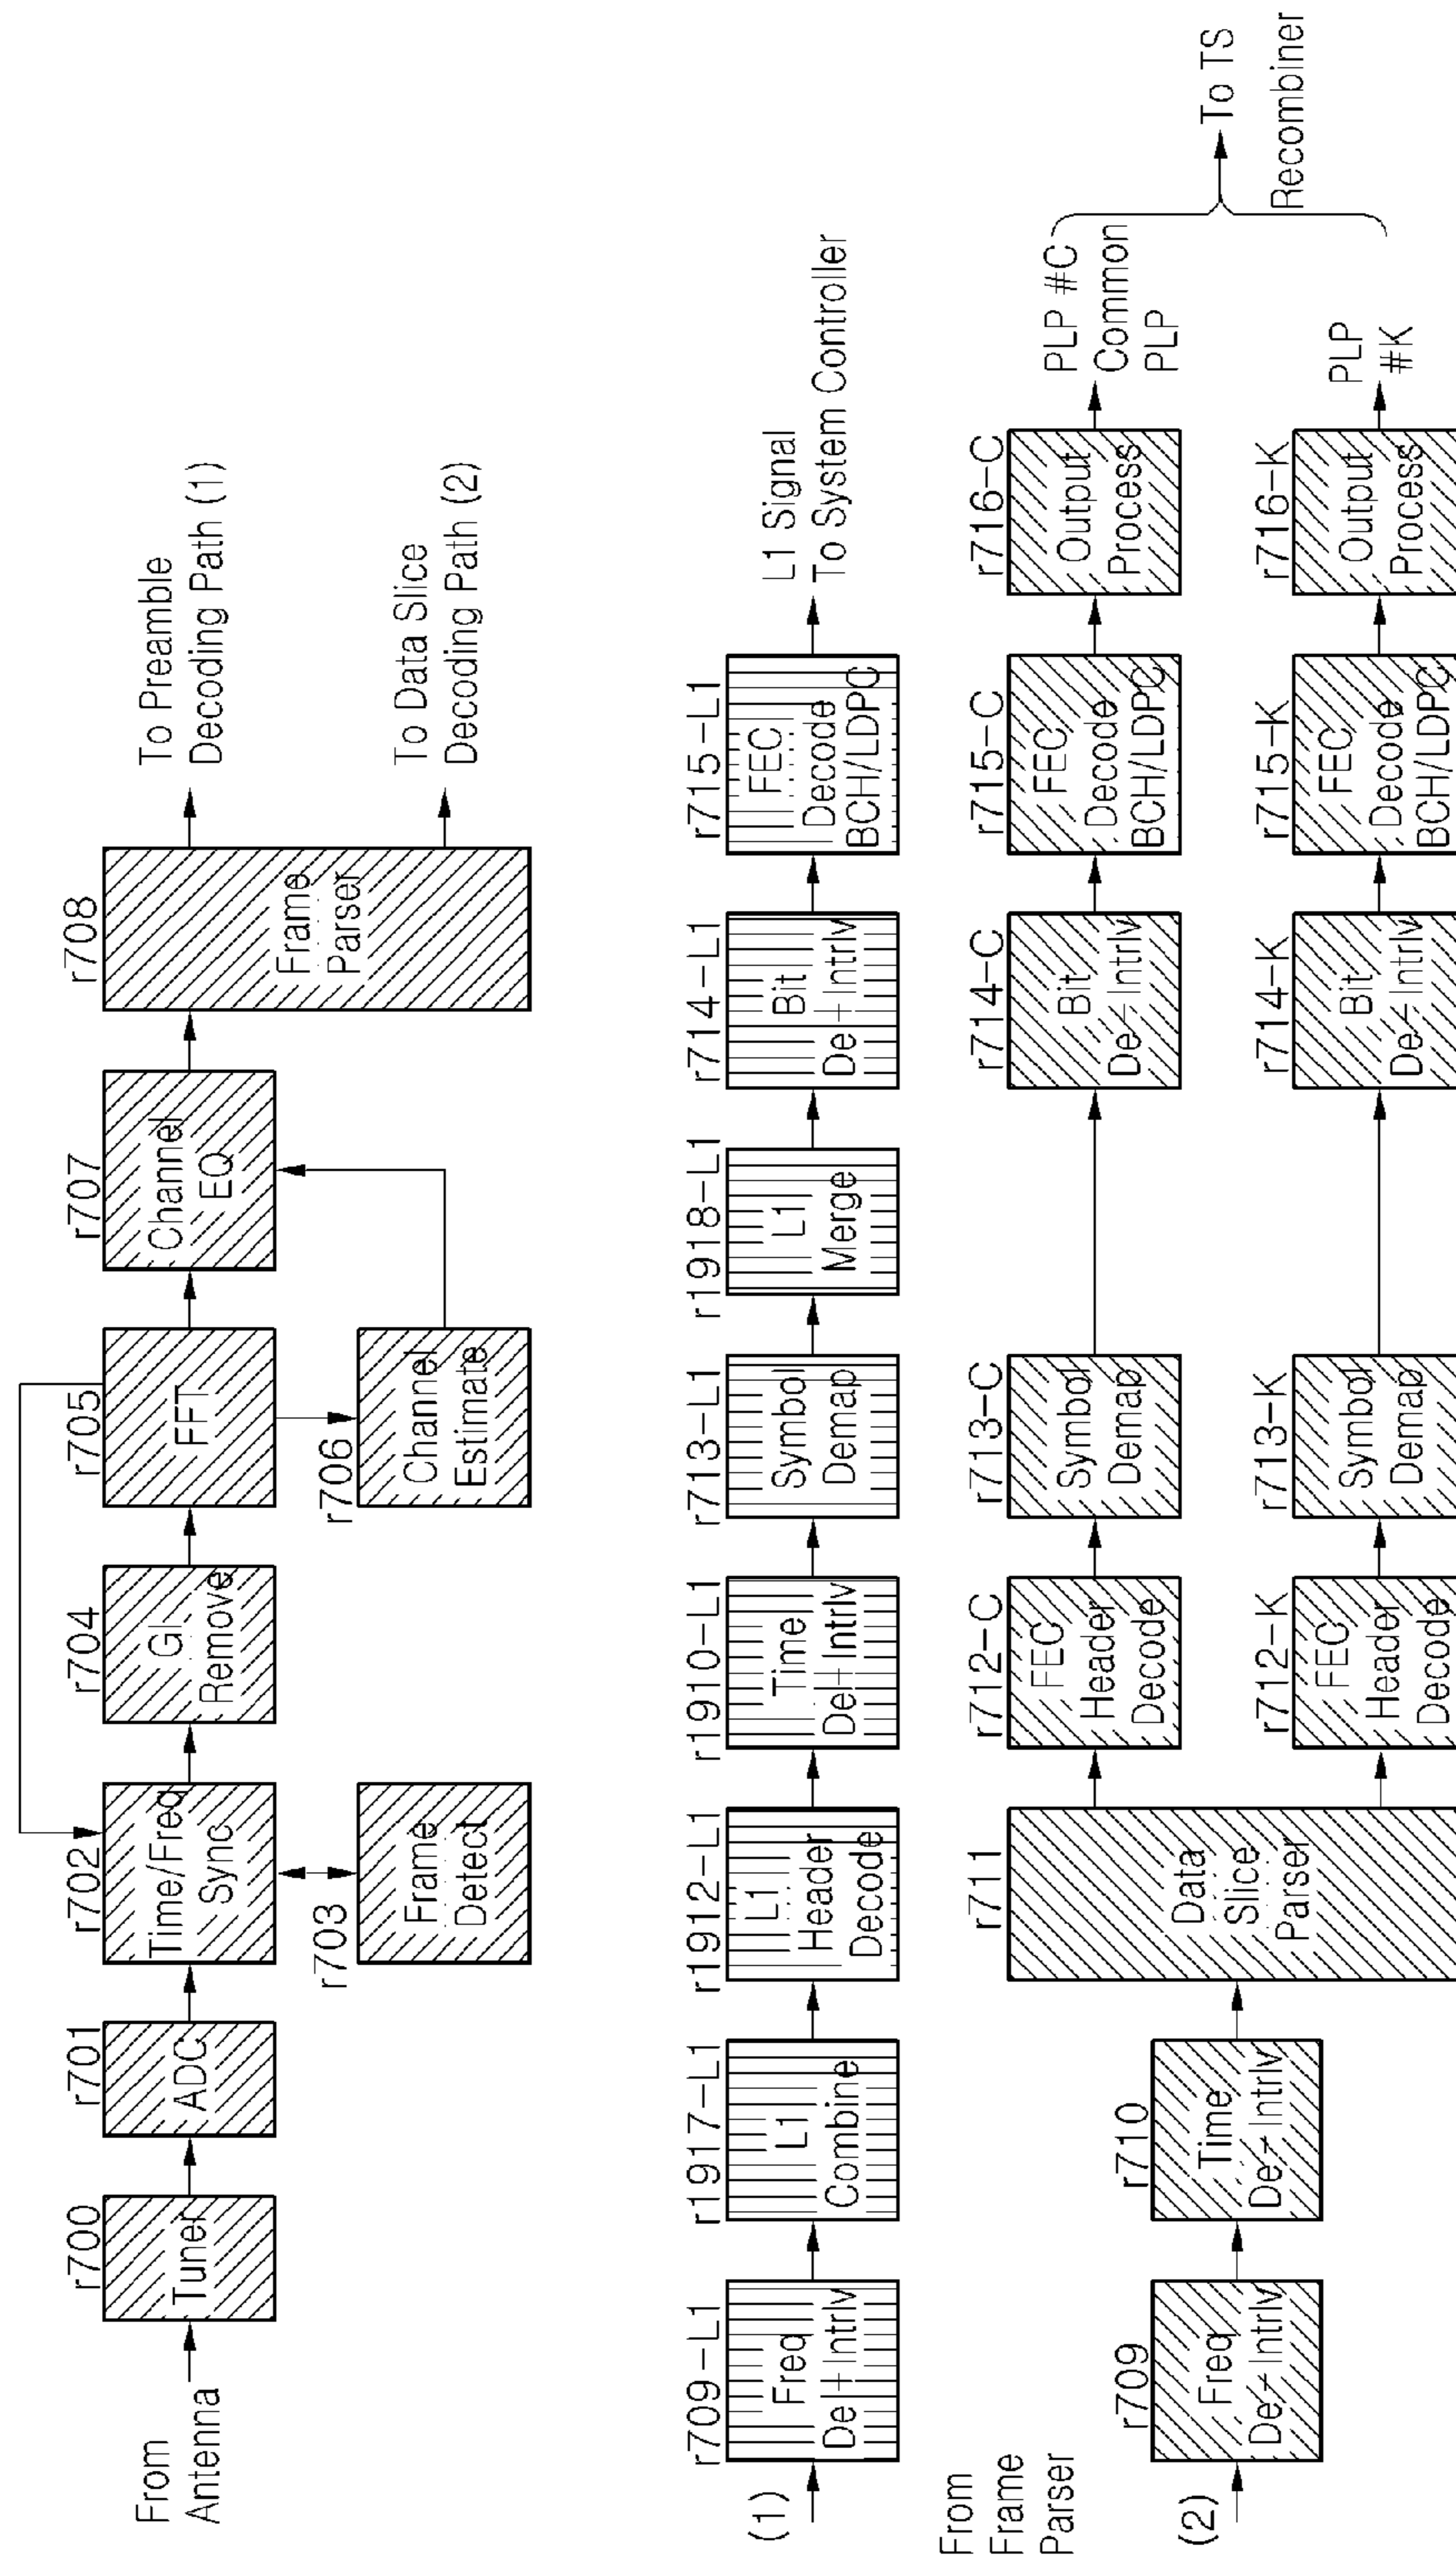 From
Antenna
r700
Tuner
r701
ADC
r702
Time/Freq
Sync
r703
Frame
Detect
r704
GI
Remove
r705
FFT
r706
Channel
Estimate
r707
Channel
EQ
r708
Frame
Parser
To Preamble
Decoding Path (1)
To Data Slice
Decoding Path (2)
(1)
r709-L1
Freq
De-Intrlv
r1917-L1
L1
Combine
r1912-L1
L1
Header
Decode
r1910-L1
Time
De-Intrlv
r713-L1
Symbol
Demap
r1918-L1
L1
Merge
r714-L1
Bit
De-Intrlv
r715-L1
FEC
Decode
BCH/LDPC
L1 Signal
To System Controller
From
Frame
Parser
(2)
r709
Freq
De-Intrlv
r710
Time
De-Intrlv
r711
Data
Slice
Parser
r712-C
FEC
Header
Decode
r713-C
Symbol
Demap
r714-C
Bit
De-Intrlv
r715-C
FEC
Decode
BCH/LDPC
r716-C
Output
Process
PLP #C
Common
PLP
r712-K
FEC
Header
Decode
r713-K
Symbol
Demap
r714-K
Bit
De-Intrlv
r715-K
FEC
Decode
BCH/LDPC
r716-K
Output
Process
PLP
#K
To TS
Recombiner